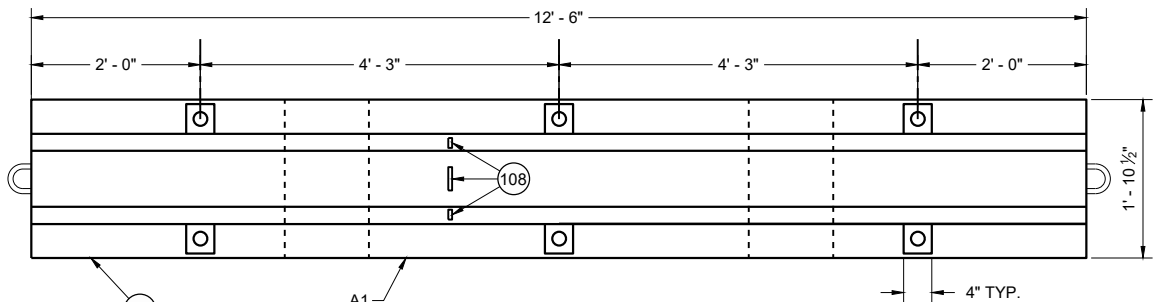 12' - 6"
2' - 0" 4' - 3" 4' - 3" 2' - 0"
108
1' - 10 ½"
A1
4" TYP.